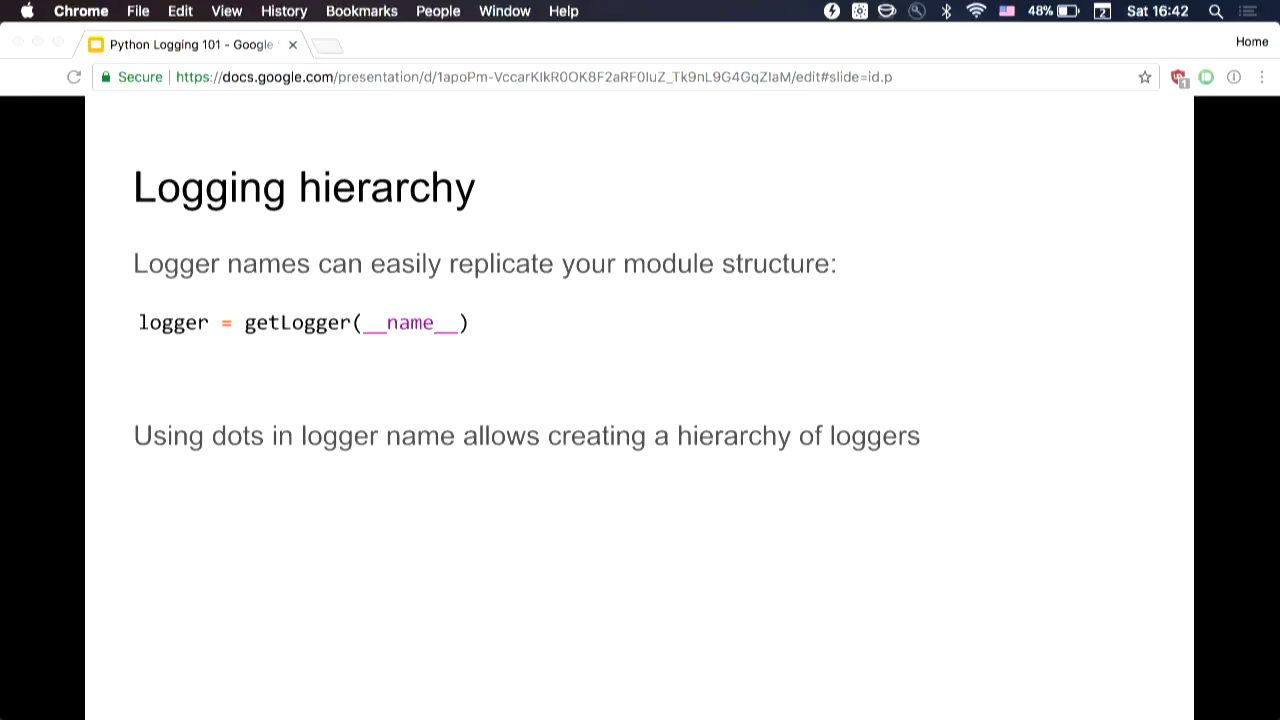 Chrome File Edit View History Bookmarks People Window Help 48% 2 Sat 16:42
Python Logging 101 - Google Home
Secure https://docs.google.com/presentation/d/1apoPm-VccarKIkR0OK8F2aRF0IuZ_Tk9nL9G4GqZIaM/edit#slide=id.p 1
Logging hierarchy
Logger names can easily replicate your module structure:
logger = getLogger(__name__)
Using dots in logger name allows creating a hierarchy of loggers